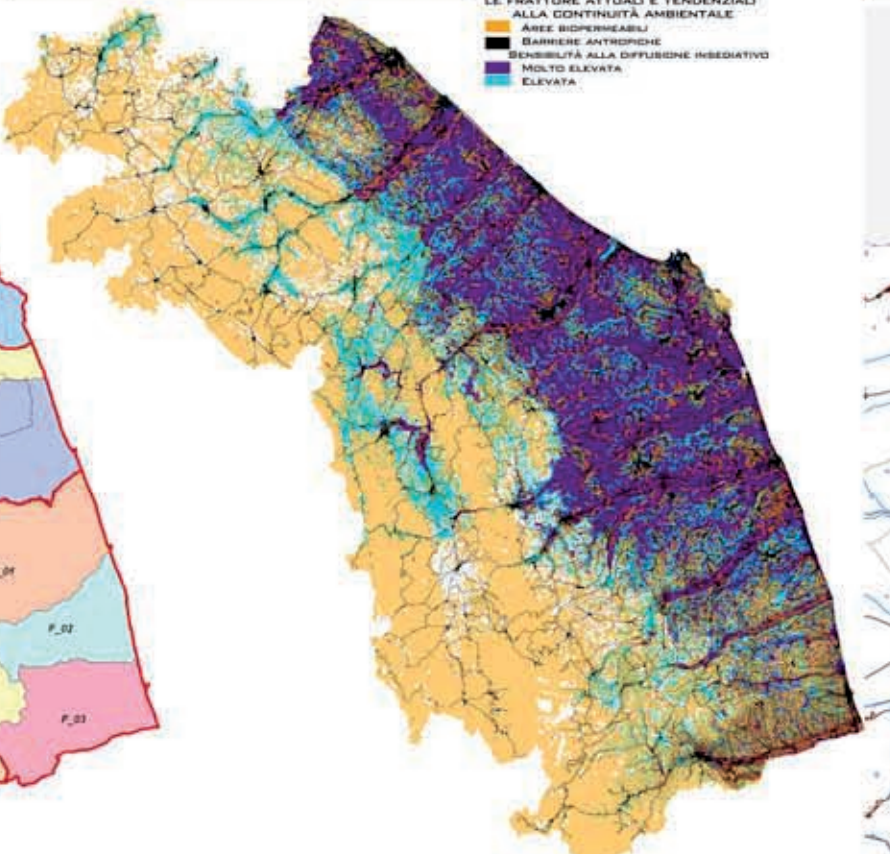 LE FRATTURE ATTUALI E TENDENZIALI
ALLA CONTINUITÀ AMBIENTALE
AREE BIOPERMEABILI
BARRIERE ANTROPICHE
SENSIBILITÀ ALLA DIFFUSIONE INSEDIATIVO
MOLTO ELEVATA
ELEVATA
_01
P_02
P_03